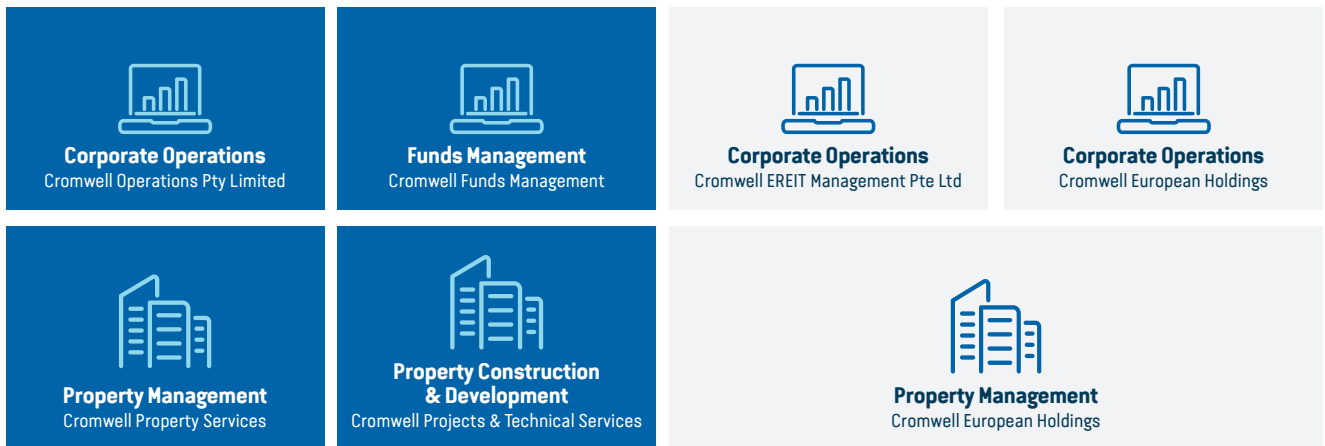 Corporate Operations
Cromwell Operations Pty Limited
Funds Management
Cromwell Funds Management
Corporate Operations
Cromwell EREIT Management Pte Ltd
Corporate Operations
Cromwell European Holdings
Property Management
Cromwell Property Services
Property Construction
& Development
Cromwell Projects & Technical Services
Property Management
Cromwell European Holdings